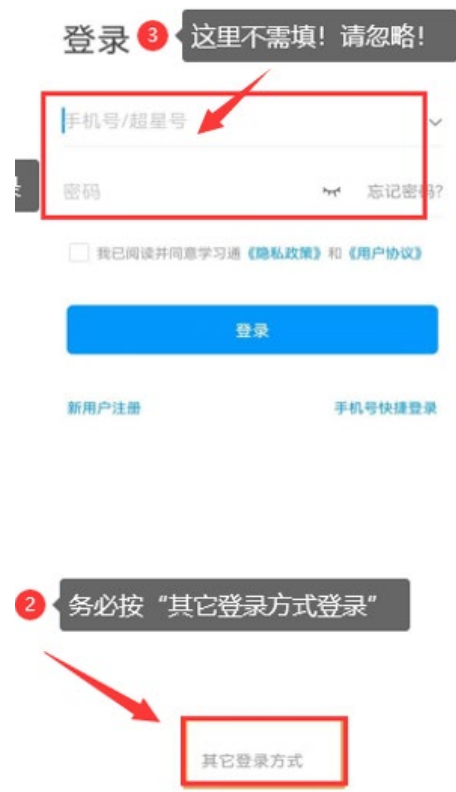 登录 3 这里不需填！请忽略！
手机号/超星号
密码 忘记密码?
我已阅读并同意学习通《隐私政策》和《用户协议》
登录
新用户注册 手机号快捷登录
2 务必按“其它登录方式登录”
其它登录方式